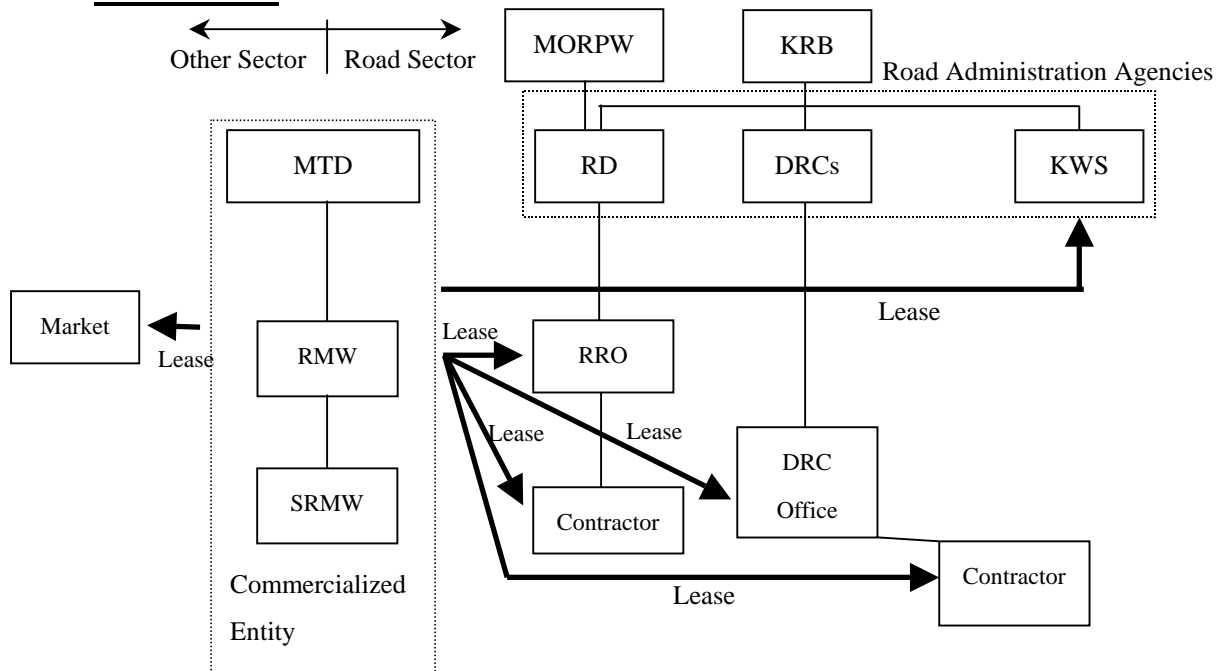 MORPW
KRB
Other Sector
Road Sector
Road Administration Agencies
MTD
RD
DRCs
KWS
Market
Lease
Lease
Lease
RMW
RRO
Lease
Lease
DRC
Office
SRMW
Contractor
Commercialized
Entity
Lease
Contractor